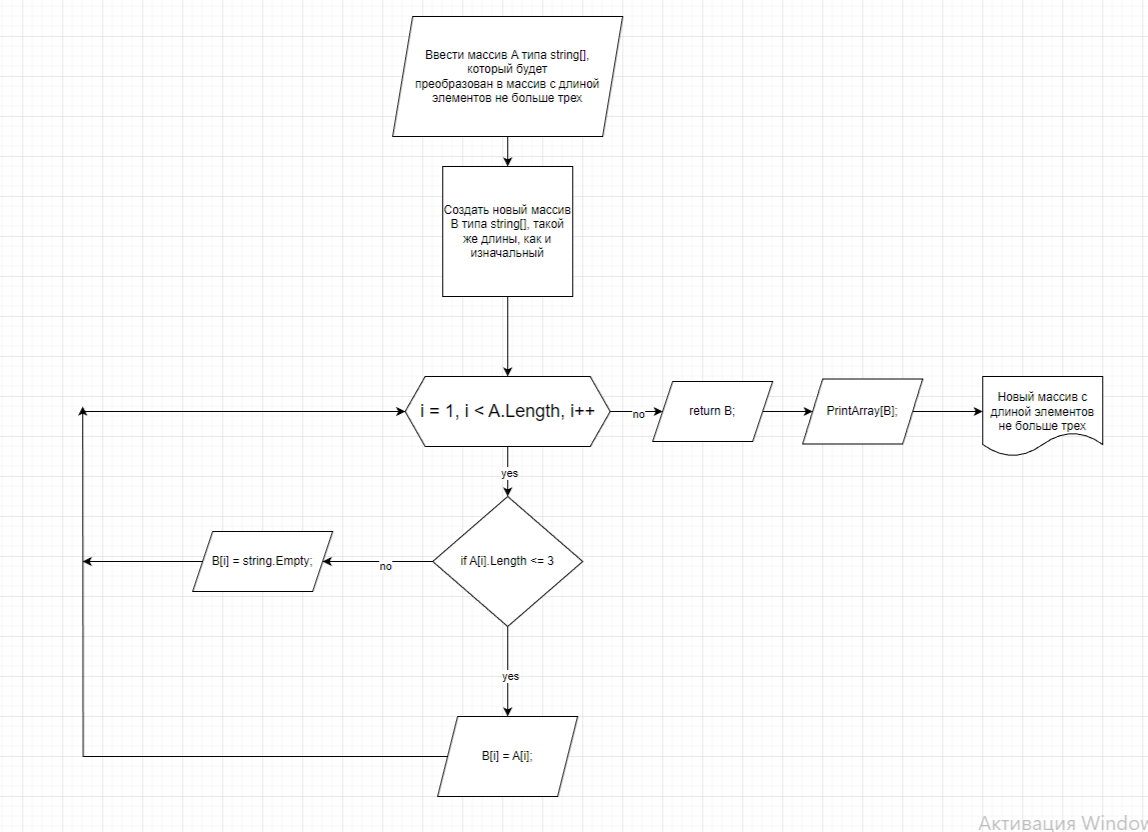 Ввести массив А типа string[],
который будет
преобразован в массив с длиной
элементов не больше трех
Создать новый массив
В типа string[], такой
же длины, как и
изначальный
i = 1, i < A.Length, i++
no
return B;
PrintArray[B];
Новый массив с
длиной элементов
не больше трех
yes
if A[i].Length <= 3
no
B[i] = string.Empty;
yes
B[i] = A[i];
Активация Window